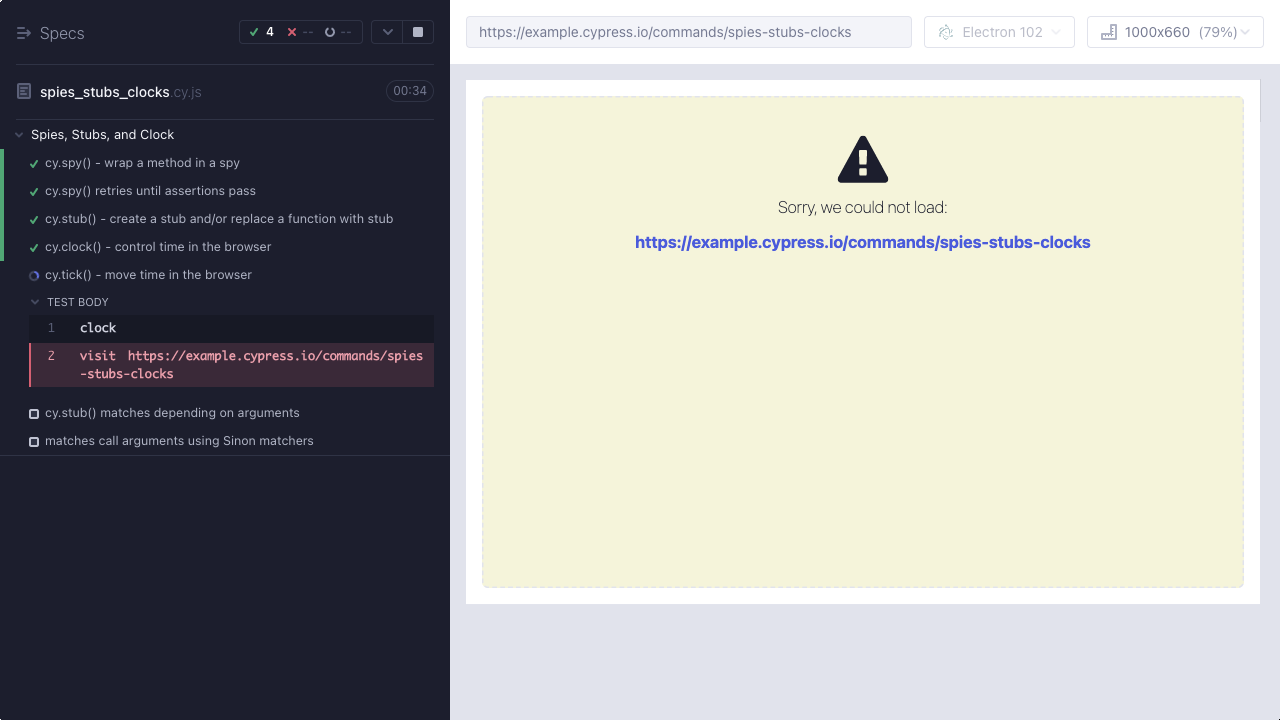 Specs
4
--
--
https://example.cypress.io/commands/spies-stubs-clocks
Electron 102
1000x660 (79%)
spies_stubs_clocks.cy.js
00:34
Spies, Stubs, and Clock
cy.spy() - wrap a method in a spy
cy.spy() retries until assertions pass
cy.stub() - create a stub and/or replace a function with stub
cy.clock() - control time in the browser
cy.tick() - move time in the browser
TEST BODY
1 clock
2 visit https://example.cypress.io/commands/spies
-stubs-clocks
cy.stub() matches depending on arguments
matches call arguments using Sinon matchers
Sorry, we could not load:
https://example.cypress.io/commands/spies-stubs-clocks